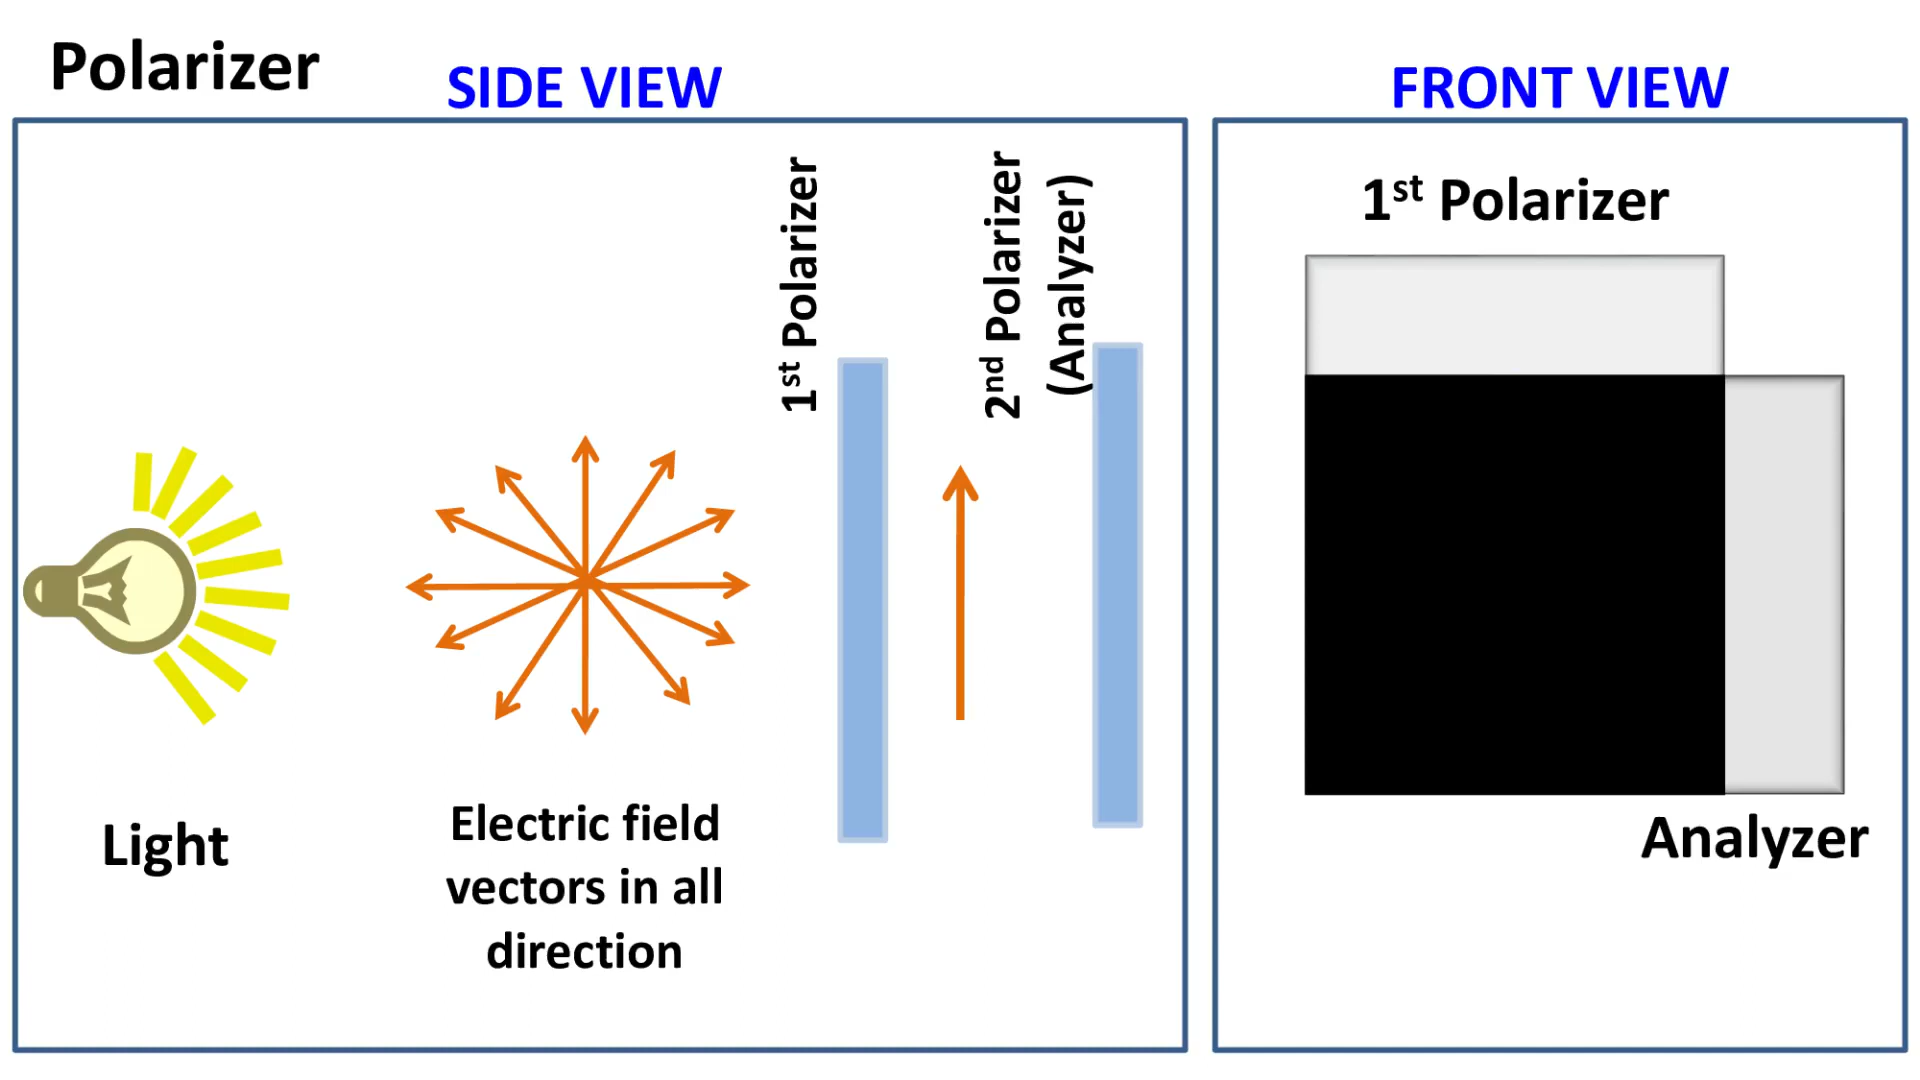 Polarizer
SIDE VIEW
FRONT VIEW
1st Polarizer
2nd Polarizer
(Analyzer)
1st Polarizer
Light
Electric field
vectors in all
direction
Analyzer